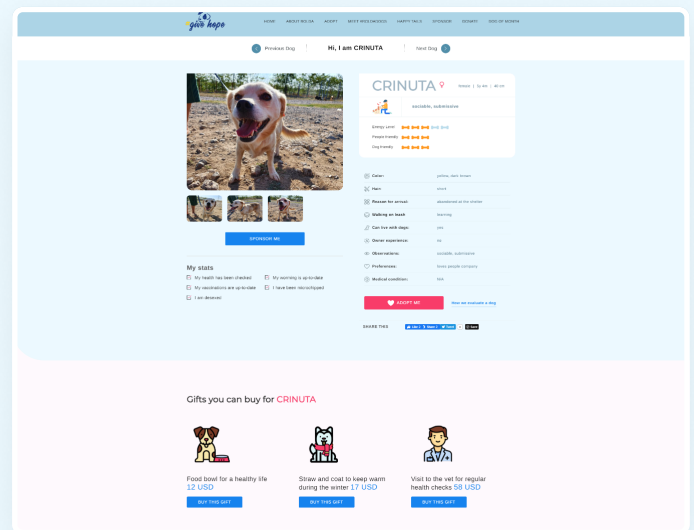 give hope
HOME ABOUT ROLDA ADOPT MEET WOOLDADOGS HAPPY TAILS SPONSOR DONATE DOG OF MONTH
Previous Dog
Hi, I am CRINUTA
Next Dog
CRINUTA
sociable, submissive
Energy Level
People friendly
Dog friendly
Color: yellow, dark brown
Hair: short
Reason for arrival: abandoned at the shelter
Walking on leash learning
Can live with dogs: yes
Owner experience: no
Observations: sociable, submissive
Preferences: loves people company
Medical condition:
SPONSOR ME
My stats
My health has been checked
My worming is up-to-date
My vaccinations are up-to-date
I have been microchipped
I am desexed
ADOPT ME
How we evaluate a dog
SHARE THIS
Gifts you can buy for CRINUTA
Food bowl for a healthy life
12 USD
BUY THIS GIFT
Straw and coat to keep warm
during the winter 17 USD
BUY THIS GIFT
Visit to the vet for regular
health checks 58 USD
BUY THIS GIFT